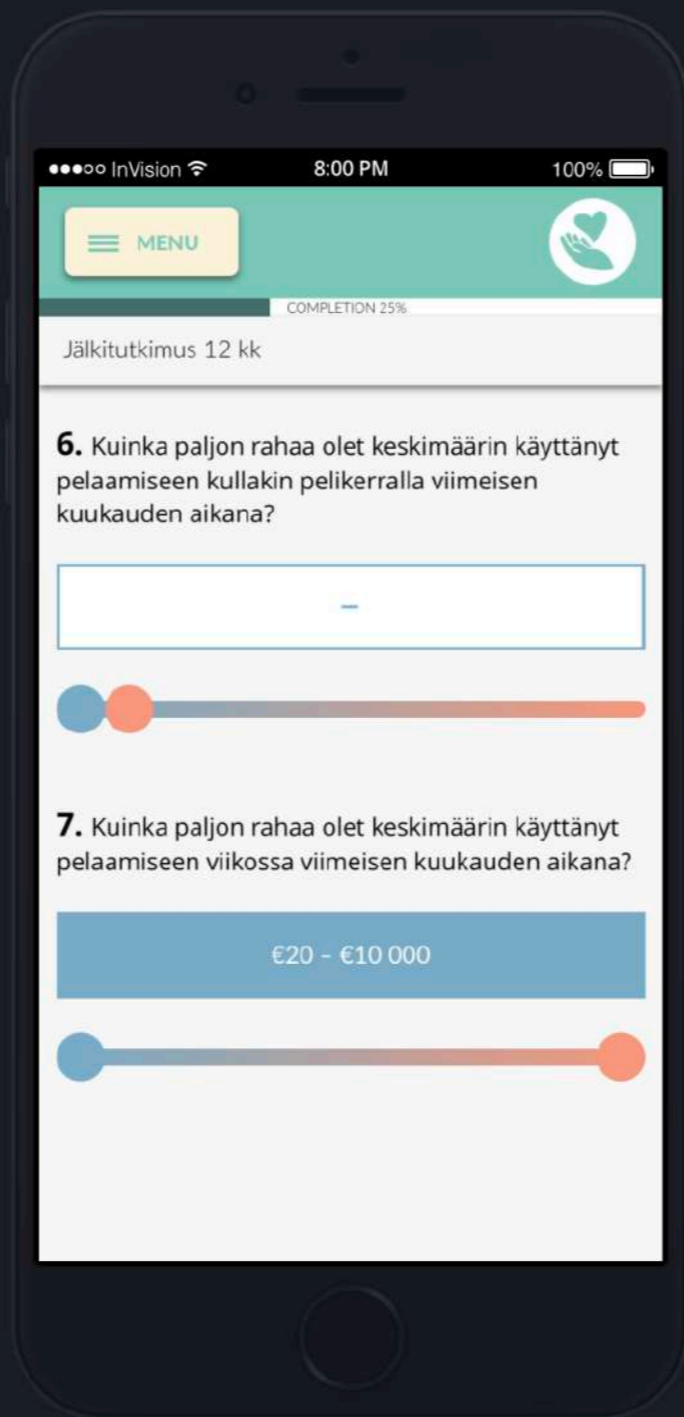 ●●●○○ InVision 8:00 PM 100%
MENU
COMPLETION 25%
Jälkitutkimus 12 kk
6. Kuinka paljon rahaa olet keskimäärin käyttänyt
pelaamiseen kullakin pelikerralla viimeisen
kuukauden aikana?
–
7. Kuinka paljon rahaa olet keskimäärin käyttänyt
pelaamiseen viikossa viimeisen kuukauden aikana?
€20 – €10 000